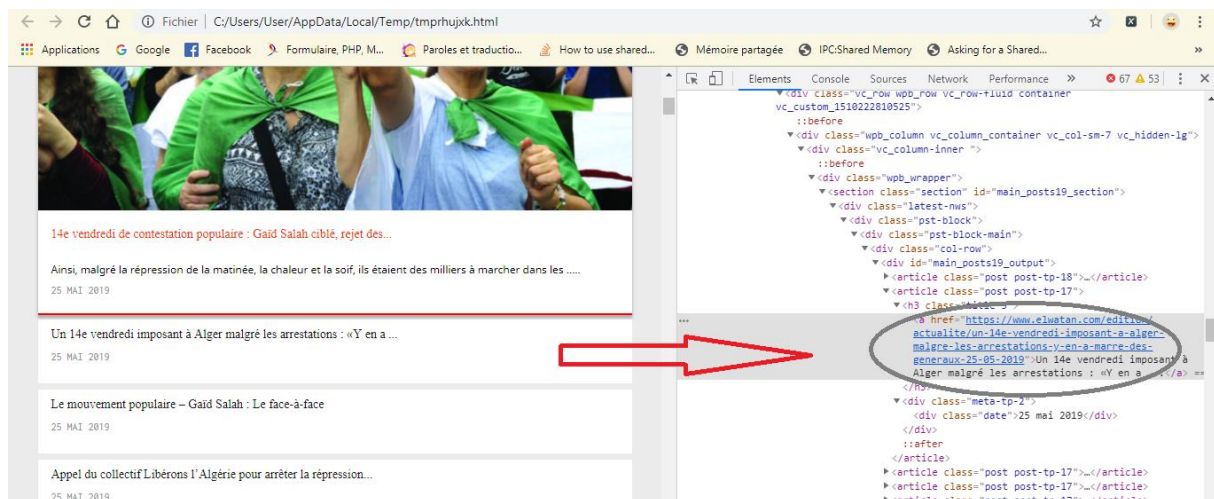 Fichier | C:/Users/User/AppData/Local/Temp/tmprhujxk.html
Applications Google Facebook Formulaire, PHP, M... Paroles et traductio... How to use shared... Mémoire partagée IPC:Shared Memory Asking for a Shared... »
14e vendredi de contestation populaire : Gaïd Salah ciblé, rejet des...
Ainsi, malgré la répression de la matinée, la chaleur et la soif, ils étaient des milliers à marcher dans les .....
25 MAI 2019
Un 14e vendredi imposant à Alger malgré les arrestations : «Y en a ...
25 MAI 2019
Le mouvement populaire – Gaïd Salah : Le face-à-face
25 MAI 2019
Appel du collectif Libérons l’Algérie pour arrêter la répression...
25 MAI 2019
Elements Console Sources Network Performance » 67 53
<div class="vc_row wpb_row vc_row-fluid container
vc_custom_1510222810525">
::before
<div class="wpb_column vc_column_container vc_col-sm-7 vc_hidden-lg">
<div class="vc_column-inner ">
::before
<div class="wpb_wrapper">
<section class="section" id="main_posts19_section">
<div class="latest-nws">
<div class="pst-block">
<div class="pst-block-main">
<div class="col-row">
<div id="main_posts19_output">
<article class="post post-tp-18">…</article>
<article class="post post-tp-17">
<h3 class="title-5">
<a href="https://www.elwatan.com/edition/
actualite/un-14e-vendredi-imposant-a-alger-
malgre-les-arrestations-y-en-a-marre-des-
generaux-25-05-2019">Un 14e vendredi imposant à
Alger malgré les arrestations : «Y en a ...</a> ==
</h3>
<div class="meta-tp-2">
<div class="date">25 mai 2019</div>
</div>
::after
</article>
<article class="post post-tp-17">…</article>
<article class="post post-tp-17">…</article>